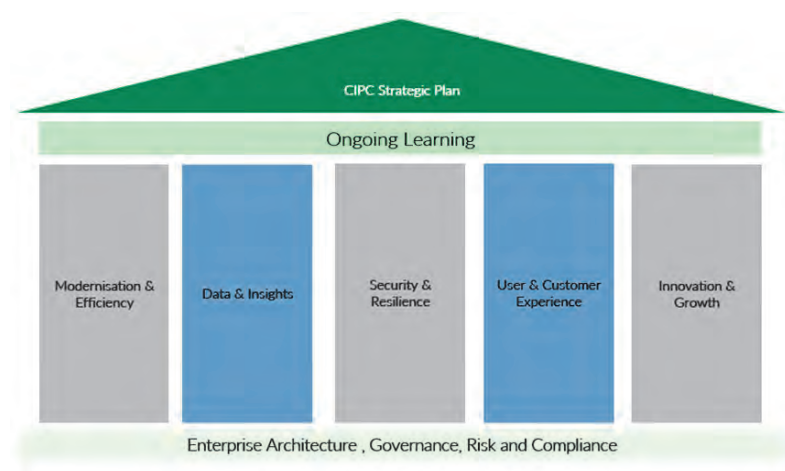 CIPC Strategic Plan
Ongoing Learning
Modernisation &
Efficiency
Data & Insights
Security &
Resilience
User & Customer
Experience
Innovation &
Growth
Enterprise Architecture , Governance, Risk and Compliance